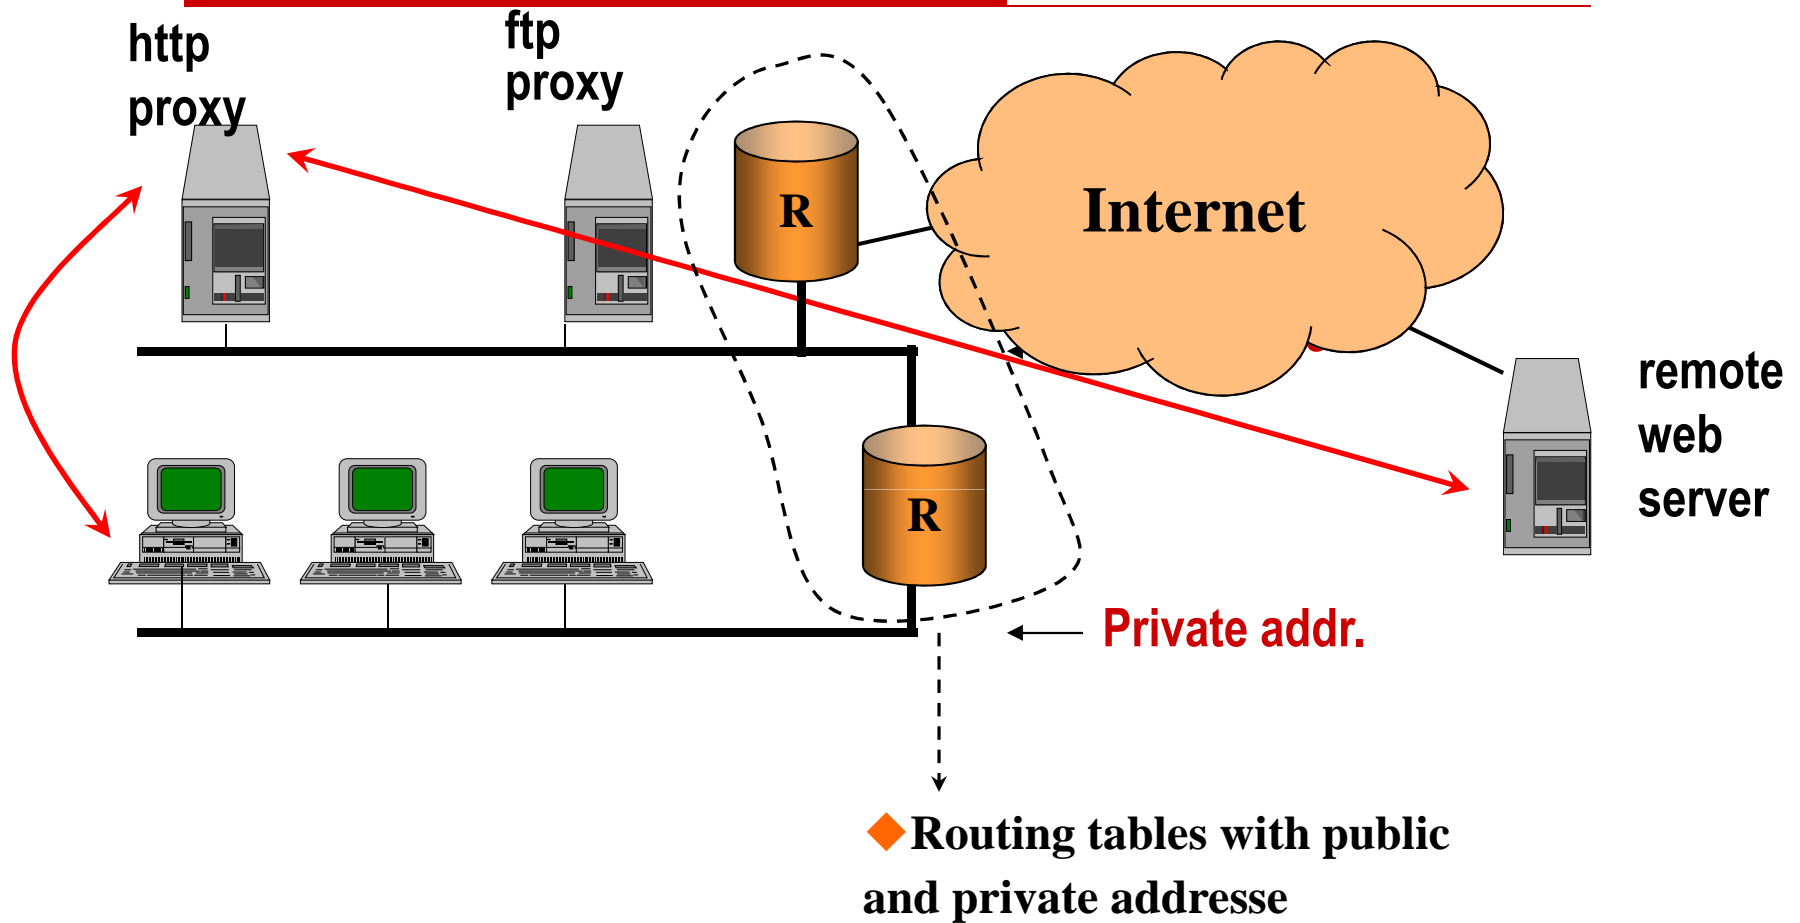 http
proxy
ftp
proxy
R
Internet
remote
web
server
R
Private addr.
Routing tables with public
and private addresse